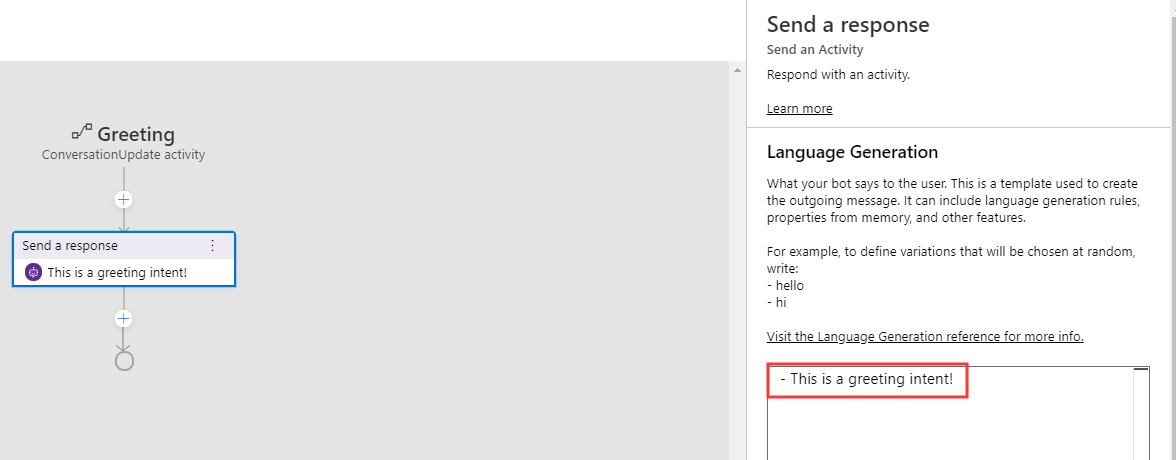 Greeting
ConversationUpdate activity
Send a response
This is a greeting intent!
Send a response
Send an Activity
Respond with an activity.
Learn more
Language Generation
What your bot says to the user. This is a template used to create
the outgoing message. It can include language generation rules,
properties from memory, and other features.
For example, to define variations that will be chosen at random,
write:
- hello
- hi
Visit the Language Generation reference for more info.
- This is a greeting intent!